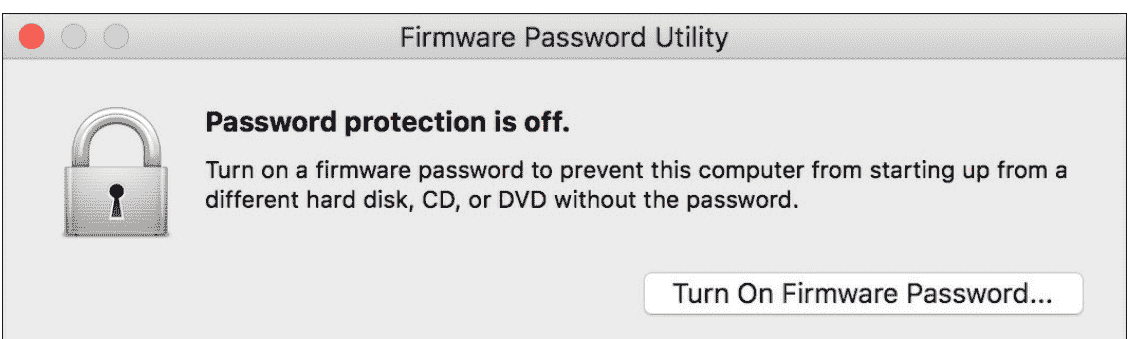 Firmware Password Utility
Password protection is off.
Turn on a firmware password to prevent this computer from starting up from a
different hard disk, CD, or DVD without the password.
Turn On Firmware Password...